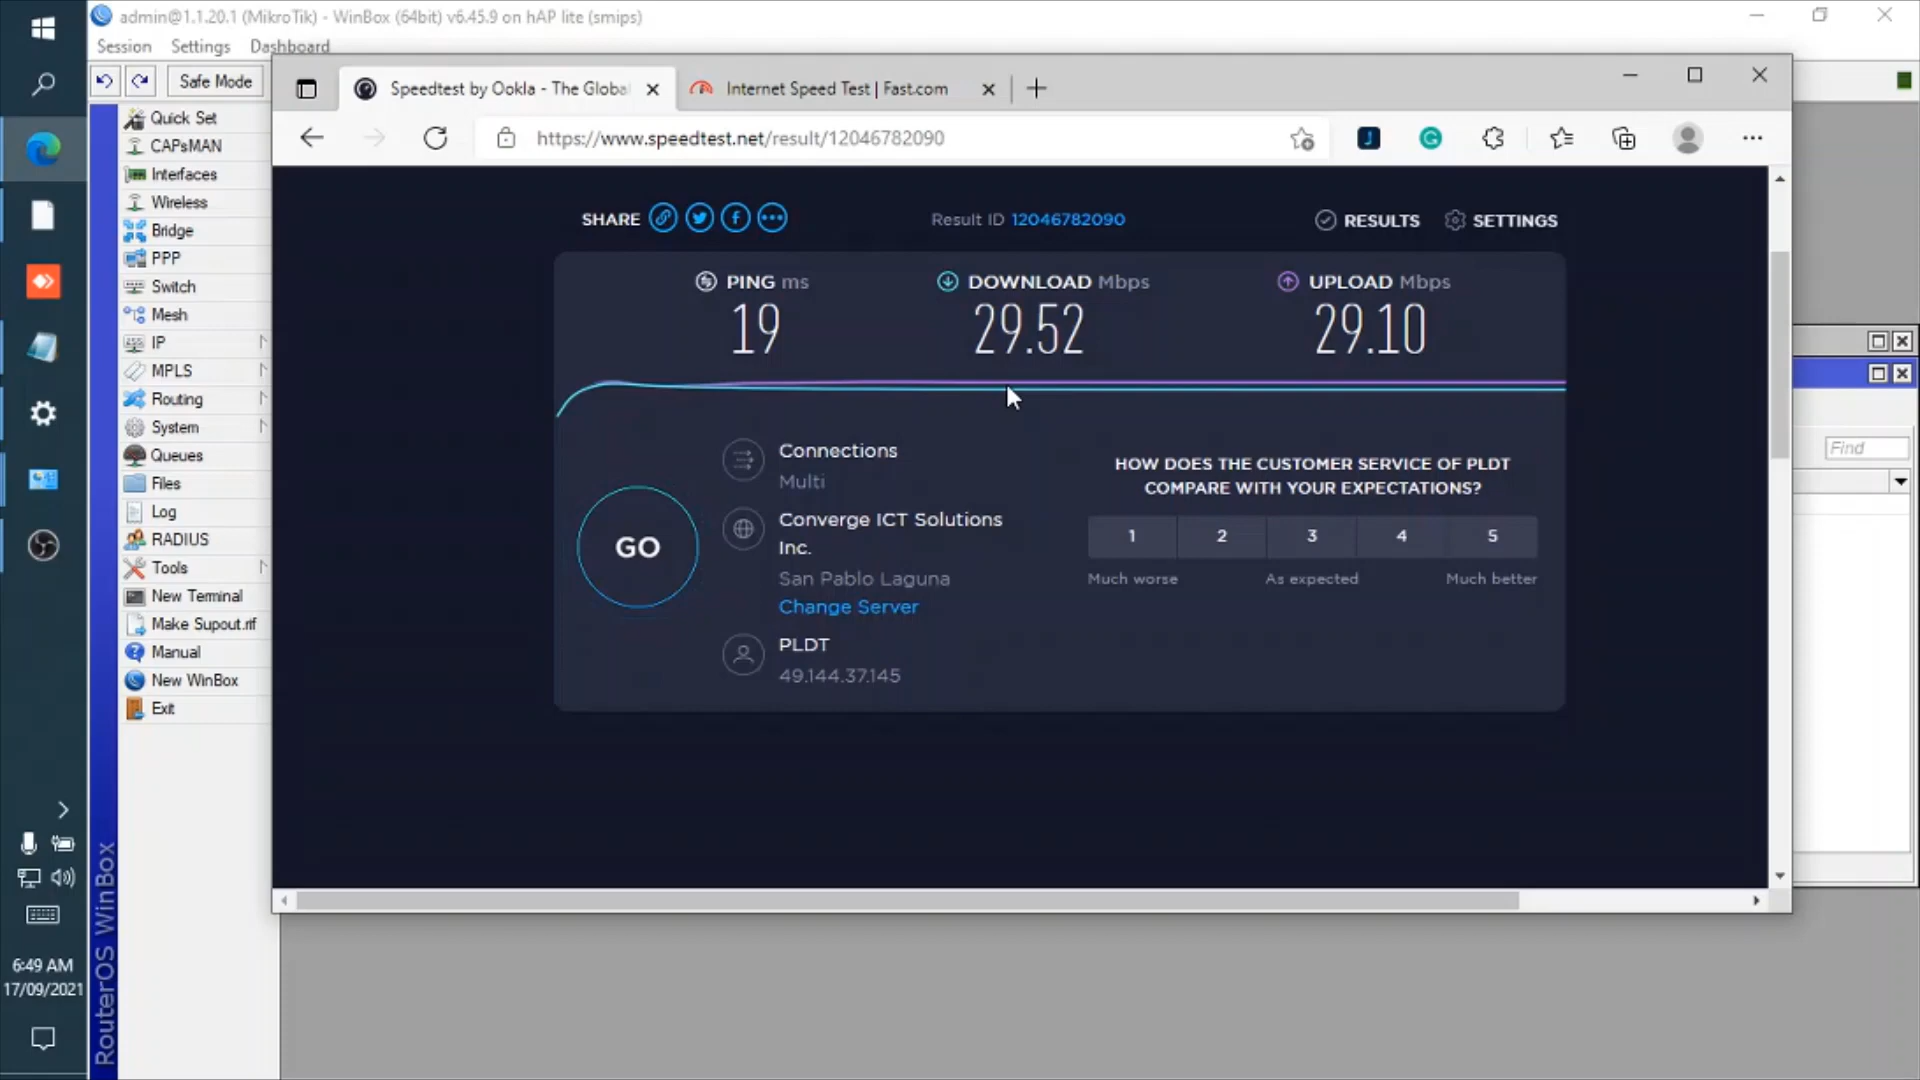 admin@1.1.20.1 (MikroTik) - WinBox (64bit) v6.45.9 on hAP lite (smips)
Session Settings Dashboard
Safe Mode
Speedtest by Ookla - The Globa
Internet Speed Test | Fast.com
https://www.speedtest.net/result/12046782090
Quick Set
CAPsMAN
Interfaces
Wireless
Bridge
PPP
Switch
Mesh
IP
MPLS
Routing
System
Queues
Files
Log
RADIUS
Tools
New Terminal
Make Supout.rif
Manual
New WinBox
Exit
RouterOS WinBox
SHARE
Result ID 12046782090
RESULTS
SETTINGS
PING ms
19
DOWNLOAD Mbps
29.52
UPLOAD Mbps
29.10
GO
Connections
Multi
Converge ICT Solutions
Inc.
San Pablo Laguna
Change Server
PLDT
49.144.37.145
HOW DOES THE CUSTOMER SERVICE OF PLDT
COMPARE WITH YOUR EXPECTATIONS?
1 2 3 4 5
Much worse As expected Much better
Find
6:49 AM
17/09/2021